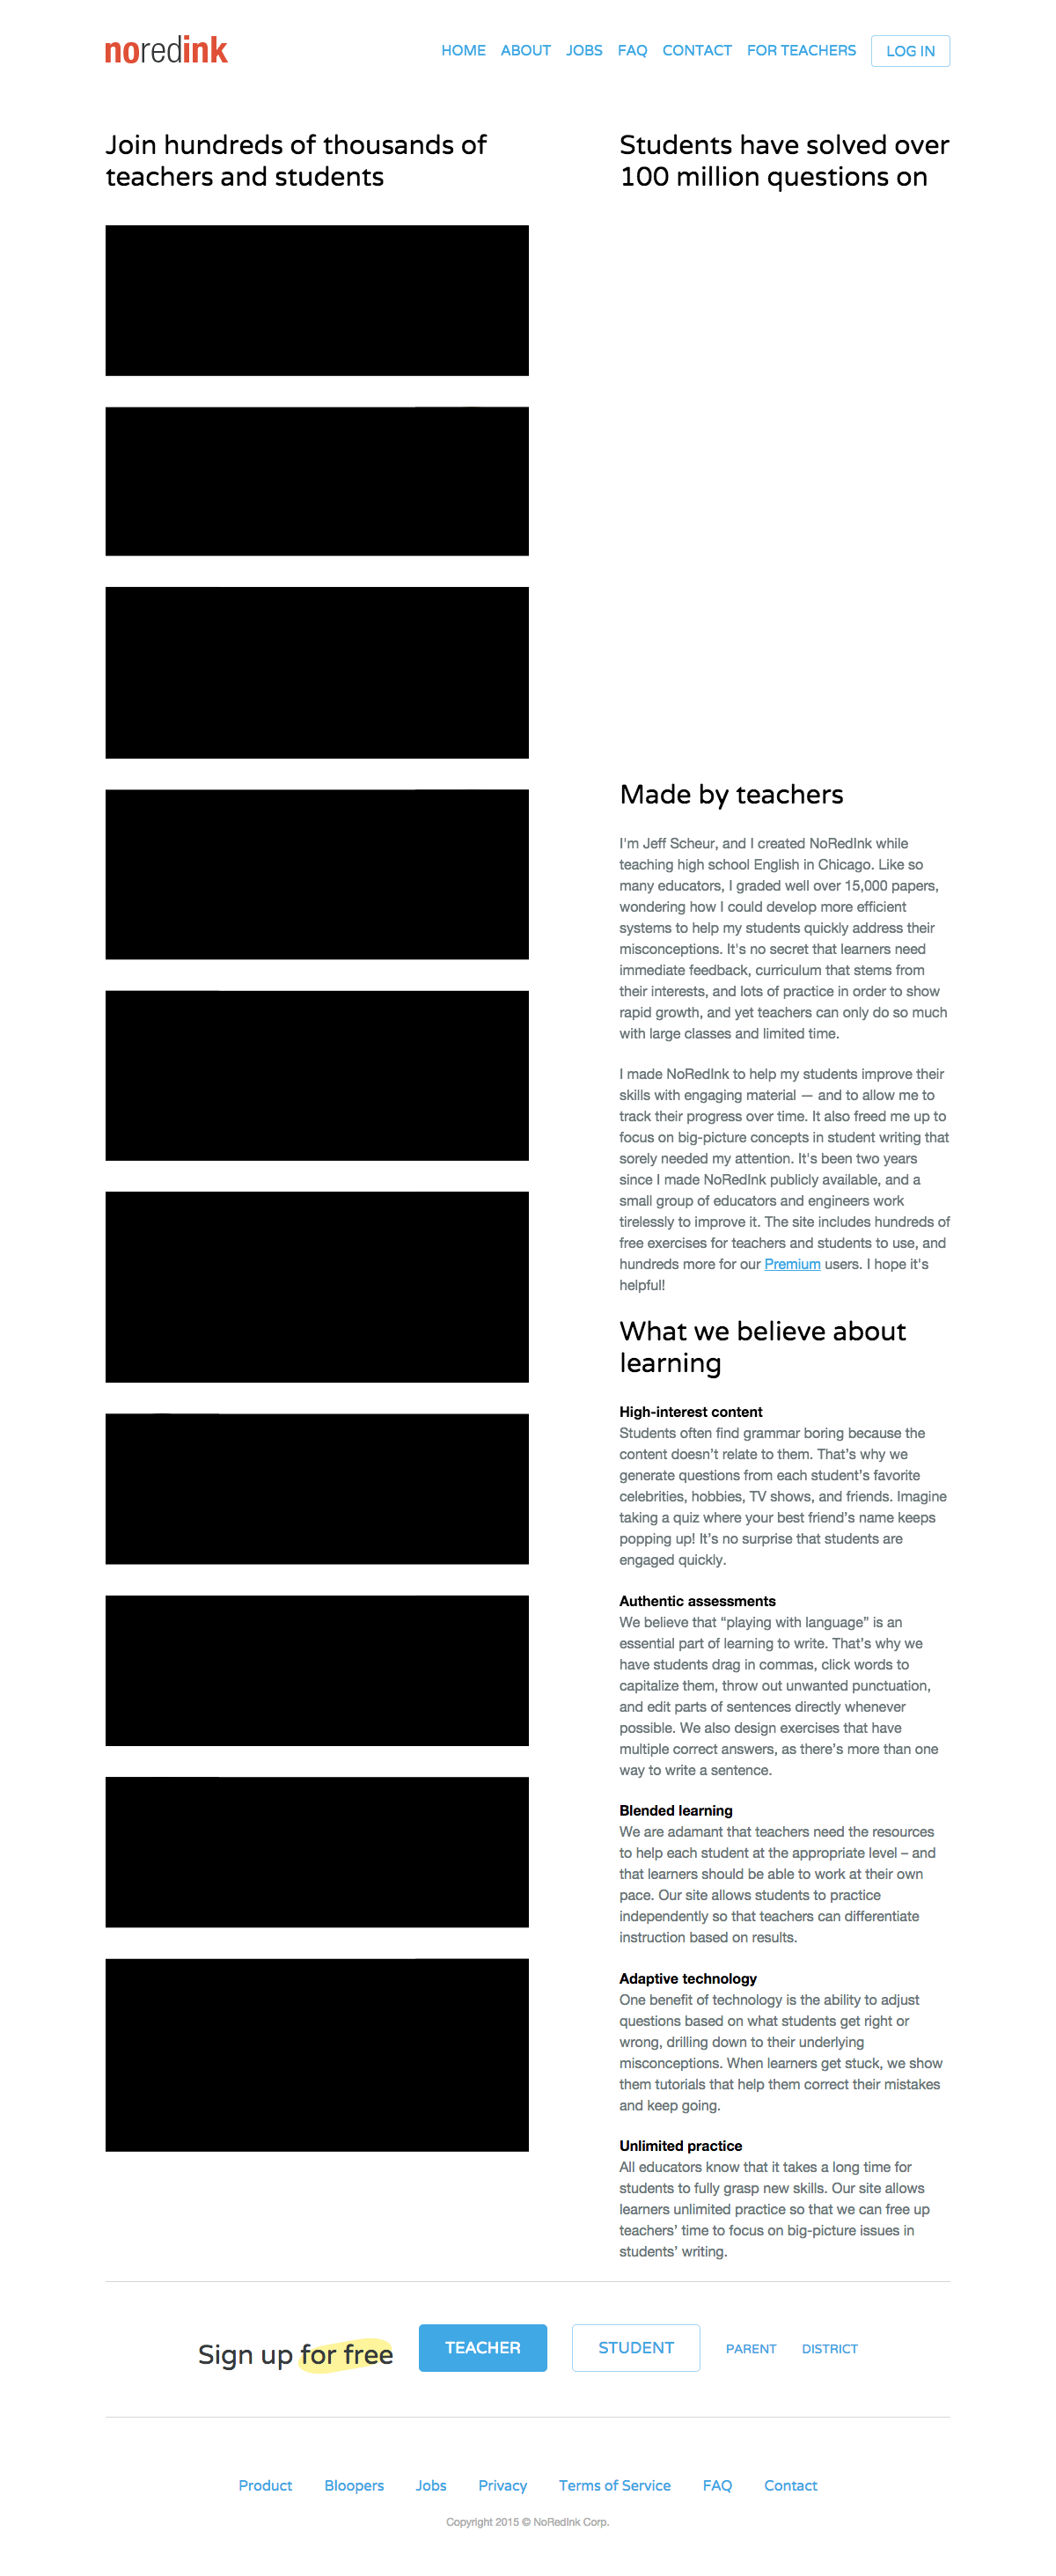 noredink
HOME ABOUT JOBS FAQ CONTACT FOR TEACHERS LOG IN
Join hundreds of thousands of
teachers and students
Students have solved over
100 million questions on
Made by teachers
I'm Jeff Scheur, and I created NoRedInk while
teaching high school English in Chicago. Like so
many educators, I graded well over 15,000 papers,
wondering how I could develop more efficient
systems to help my students quickly address their
misconceptions. It's no secret that learners need
immediate feedback, curriculum that stems from
their interests, and lots of practice in order to show
rapid growth, and yet teachers can only do so much
with large classes and limited time.
I made NoRedInk to help my students improve their
skills with engaging material — and to allow me to
track their progress over time. It also freed me up to
focus on big-picture concepts in student writing that
sorely needed my attention. It's been two years
since I made NoRedInk publicly available, and a
small group of educators and engineers work
tirelessly to improve it. The site includes hundreds of
free exercises for teachers and students to use, and
hundreds more for our Premium users. I hope it's
helpful!
What we believe about
learning
High-interest content
Students often find grammar boring because the
content doesn’t relate to them. That’s why we
generate questions from each student’s favorite
celebrities, hobbies, TV shows, and friends. Imagine
taking a quiz where your best friend’s name keeps
popping up! It’s no surprise that students are
engaged quickly.
Authentic assessments
We believe that “playing with language” is an
essential part of learning to write. That’s why we
have students drag in commas, click words to
capitalize them, throw out unwanted punctuation,
and edit parts of sentences directly whenever
possible. We also design exercises that have
multiple correct answers, as there’s more than one
way to write a sentence.
Blended learning
We are adamant that teachers need the resources
to help each student at the appropriate level – and
that learners should be able to work at their own
pace. Our site allows students to practice
independently so that teachers can differentiate
instruction based on results.
Adaptive technology
One benefit of technology is the ability to adjust
questions based on what students get right or
wrong, drilling down to their underlying
misconceptions. When learners get stuck, we show
them tutorials that help them correct their mistakes
and keep going.
Unlimited practice
All educators know that it takes a long time for
students to fully grasp new skills. Our site allows
learners unlimited practice so that we can free up
teachers’ time to focus on big-picture issues in
students’ writing.
Sign up for free TEACHER STUDENT PARENT DISTRICT
Product Bloopers Jobs Privacy Terms of Service FAQ Contact
Copyright 2015 © NoRedInk Corp.